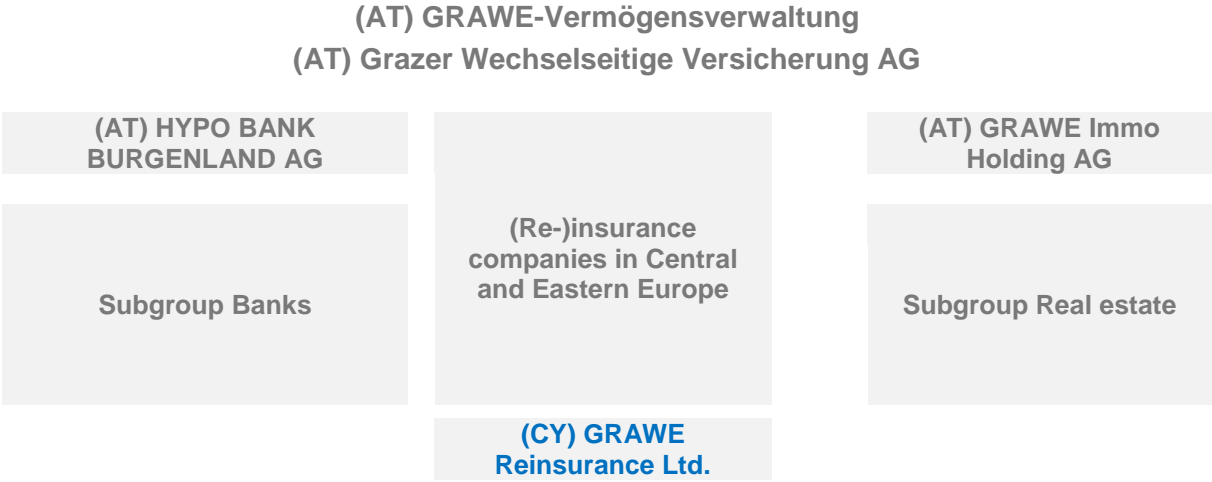 (AT) GRAWE-Vermögensverwaltung
(AT) Grazer Wechselseitige Versicherung AG
(AT) HYPO BANK
BURGENLAND AG
(AT) GRAWE Immo
Holding AG
Subgroup Banks
(Re-)insurance
companies in Central
and Eastern Europe
Subgroup Real estate
(CY) GRAWE
Reinsurance Ltd.